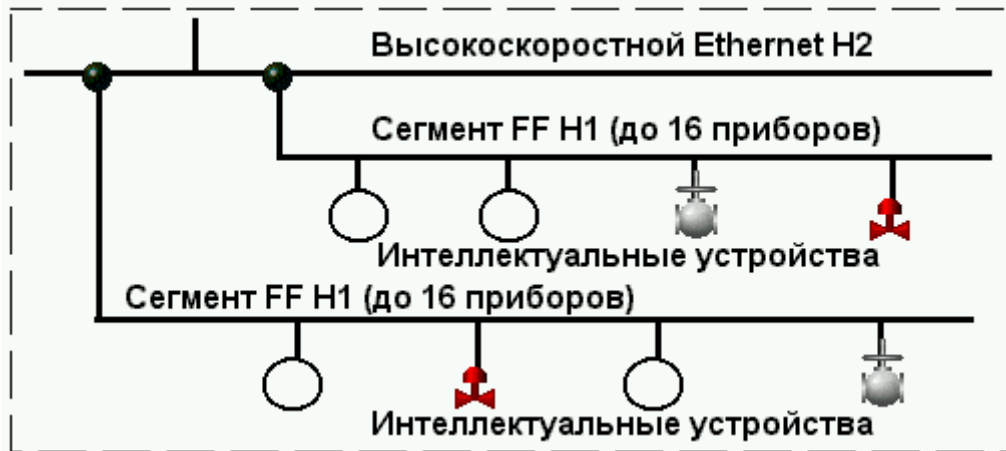 Высокоскоростной Ethernet H2
Сегмент FF H1 (до 16 приборов)
Интеллектуальные устройства
Сегмент FF H1 (до 16 приборов)
Интеллектуальные устройства